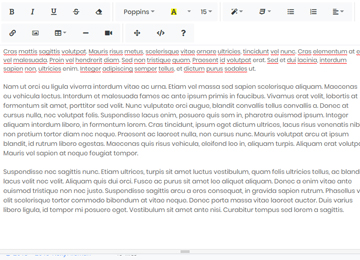 B I U S Poppins A 15
</> ?
Cras mattis sagittis volutpat. Mauris risus metus, scelerisque vitae ornare ultricies, tincidunt vel nunc. Cras elementum at
vel malesuada. Proin vel hendrerit diam. Sed non tristique quam. Praesent id volutpat erat. Sed et dui lacinia, interdum
sapien non, ultricies enim. Integer adipiscing semper tellus, et dictum purus sodales ut.
Nam ut orci eu ligula viverra interdum vitae ac urna. Etiam vel massa sed sapien scelerisque aliquam. Maecenas
eu vehicula lectus. Interdum et malesuada fames ac ante ipsum primis in faucibus. Vivamus erat velit, lobortis at
fermentum sit amet, porttitor sed velit. Nunc vulputate orci augue, blandit convallis tellus convallis a. Donec at
cursus nulla, nec volutpat nisi. Suspendisse lacus enim, posuere quis sem in, pharetra euismod ipsum. Integer
aliquam interdum libero, in fermentum lorem. Cras tincidunt, ipsum eget dictum ultrices, lacus risus venenatis
non pretium tortor diam nec neque. Praesent ac laoreet nulla, non cursus nunc. Mauris volutpat arcu at ipsum
blandit, id rutrum libero egestas. Maecenas quis risus vehicula, eleifend leo in, aliquam turpis. Aliquam erat
Mauris vel sapien at neque feugiat tempor.
Suspendisse nec sagittis nunc. Etiam ultrices, turpis sit amet luctus vestibulum, quam felis ultrices tellus, ac
lacus velit nec velit. Aliquam quis dui orci. Fusce ac purus sit amet leo aliquet aliquam. Donec a enim vitae ante
euismod tristique non nec justo. Suspendisse sagittis arcu a eros consequat, in gravida sapien rutrum. Phasellus
elit scelerisque tortor commodo bibendum at vitae neque. Donec porta massa vitae laoreet auctor. Duis varius
libero ligula, id tempor mi posuere eget. Vestibulum sit amet ante nisi. Curabitur tempus sed lorem a sagittis.